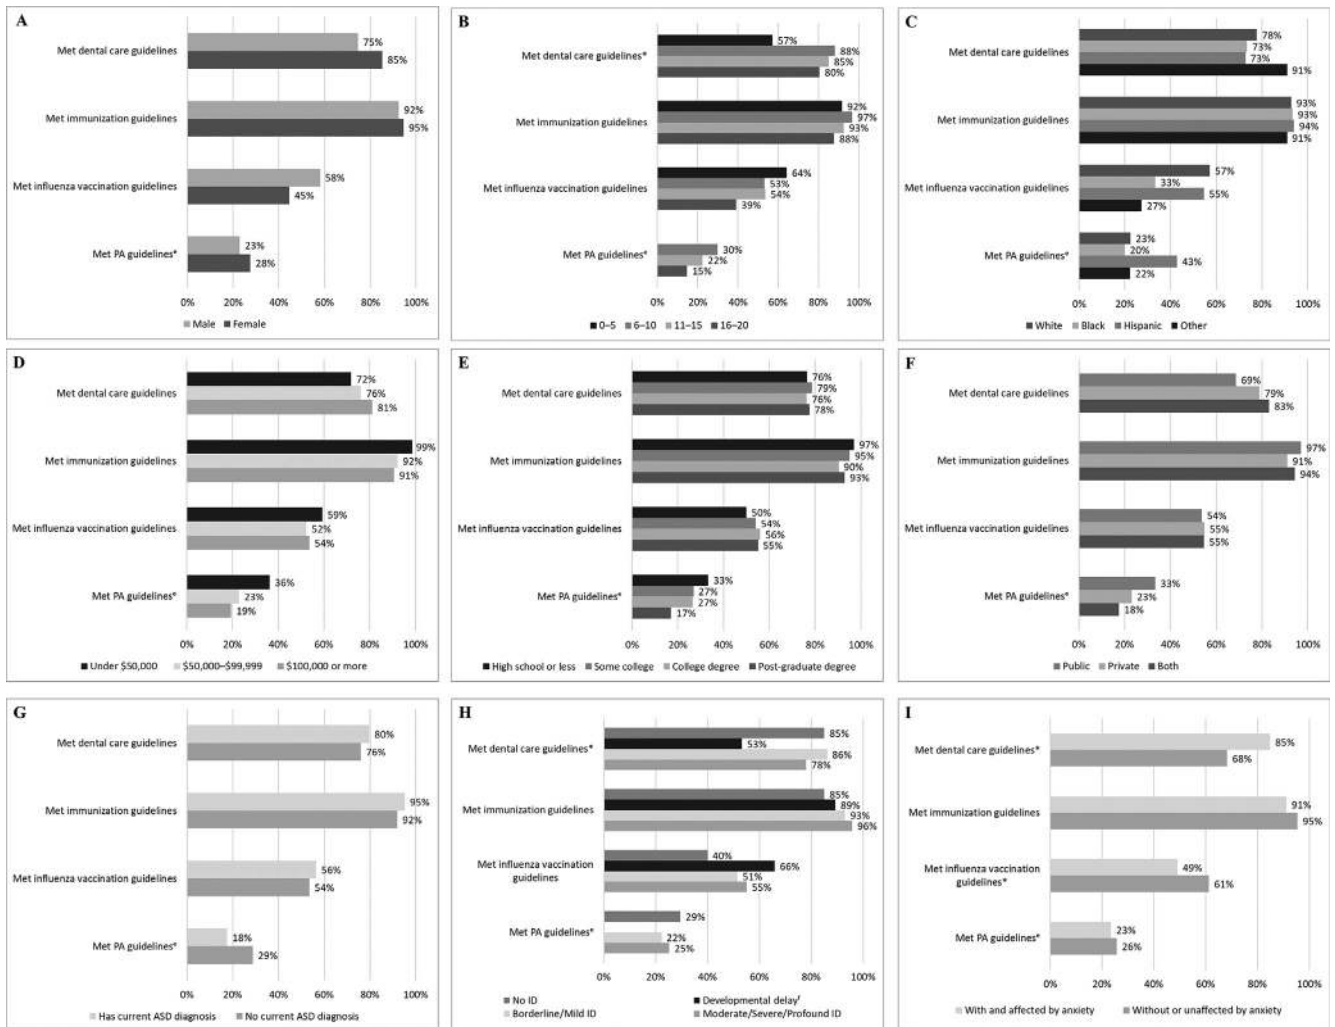 A
Met dental care guidelines
75%
85%
Met immunization guidelines
92%
95%
Met influenza vaccination guidelines
58%
45%
Met PA guidelines*
23%
28%
0% 20% 40% 60% 80% 100%
Male Female
B
Met dental care guidelines*
57%
88%
85%
80%
Met immunization guidelines
92%
97%
93%
88%
Met influenza vaccination guidelines
64%
53%
54%
39%
Met PA guidelines*
30%
22%
15%
0% 20% 40% 60% 80% 100%
0–5 6–10 11–15 16–20
C
Met dental care guidelines
78%
73%
73%
91%
Met immunization guidelines
93%
93%
94%
91%
Met influenza vaccination guidelines
57%
33%
55%
27%
Met PA guidelines*
23%
20%
43%
22%
0% 20% 40% 60% 80% 100%
White Black Hispanic Other
D
Met dental care guidelines
72%
76%
81%
Met immunization guidelines
99%
92%
91%
Met influenza vaccination guidelines
59%
52%
54%
Met PA guidelines*
36%
23%
19%
0% 20% 40% 60% 80% 100%
Under $50,000 $50,000–$99,999 $100,000 or more
E
Met dental care guidelines
76%
79%
76%
78%
Met immunization guidelines
97%
95%
90%
93%
Met influenza vaccination guidelines
50%
54%
56%
55%
Met PA guidelines*
33%
27%
27%
17%
0% 20% 40% 60% 80% 100%
High school or less Some college College degree Post-graduate degree
F
Met dental care guidelines
69%
79%
83%
Met immunization guidelines
97%
91%
94%
Met influenza vaccination guidelines
54%
55%
55%
Met PA guidelines*
33%
23%
18%
0% 20% 40% 60% 80% 100%
Public Private Both
G
Met dental care guidelines
80%
76%
Met immunization guidelines
95%
92%
Met influenza vaccination guidelines
56%
54%
Met PA guidelines*
18%
29%
0% 20% 40% 60% 80% 100%
Has current ASD diagnosis No current ASD diagnosis
H
Met dental care guidelines*
85%
53%
86%
78%
Met immunization guidelines
85%
89%
93%
96%
Met influenza vaccination
guidelines
40%
66%
51%
55%
Met PA guidelines*
29%
22%
25%
0% 20% 40% 60% 80% 100%
No ID Developmental delay
Borderline/Mild ID Moderate/Severe/Profound ID
I
Met dental care guidelines*
85%
68%
Met immunization guidelines
91%
95%
Met influenza vaccination
guidelines*
49%
61%
Met PA guidelines*
23%
26%
0% 20% 40% 60% 80% 100%
With and affected by anxiety Without or unaffected by anxiety